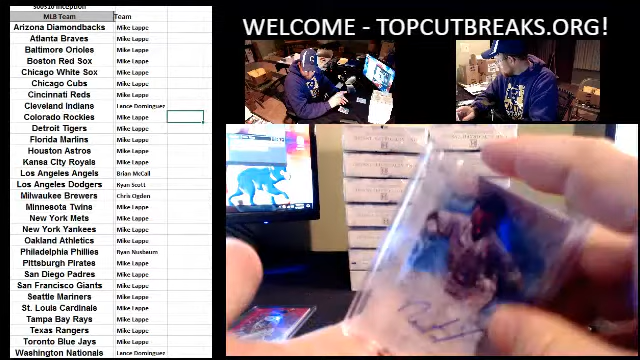 WELCOME - TOPCUTBREAKS.ORG!
MLB Team Team
Arizona Diamondbacks Mike Lappe
Atlanta Braves Mike Lappe
Baltimore Orioles Mike Lappe
Boston Red Sox Mike Lappe
Chicago White Sox Mike Lappe
Chicago Cubs Mike Lappe
Cincinnati Reds Mike Lappe
Cleveland Indians Lance Dominguez
Colorado Rockies Mike Lappe
Detroit Tigers Mike Lappe
Florida Marlins Mike Lappe
Houston Astros Mike Lappe
Kansa City Royals Mike Lappe
Los Angeles Angels Brian McCall
Los Angeles Dodgers Ryan Scott
Milwaukee Brewers Chris Ogden
Minnesota Twins Mike Lappe
New York Mets Mike Lappe
New York Yankees Mike Lappe
Oakland Athletics Mike Lappe
Philadelphia Phillies Ryan Nusbaum
Pittsburgh Pirates Mike Lappe
San Diego Padres Mike Lappe
San Francisco Giants Mike Lappe
Seattle Mariners Mike Lappe
St. Louis Cardinals Mike Lappe
Tampa Bay Rays Mike Lappe
Texas Rangers Mike Lappe
Toronto Blue Jays Mike Lappe
Washington Nationals Lance Dominguez